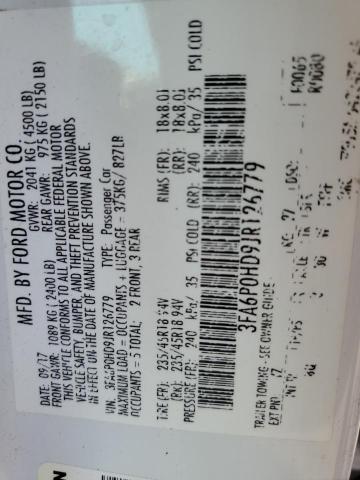 MFD. BY FORD MOTOR CO.
DATE: 09/17 GVWR: 2041 KG ( 4500 LB)
FRONT GAWR: 1089 KG ( 2400 LB) REAR GAWR: 975 KG ( 2150 LB)
THIS VEHICLE CONFORMS TO ALL APPLICABLE FEDERAL MOTOR
VEHICLE SAFETY, BUMPER, AND THEFT PREVENTION STANDARDS
IN EFFECT ON THE DATE OF MANUFACTURE SHOWN ABOVE.
VIN: 3FA6P0HD9JR126779 TYPE: Passenger Car
MAXIMUM LOAD = OCCUPANTS + LUGGAGE = 375KG/ 827LB
OCCUPANTS = 5 TOTAL: 2 FRONT, 3 REAR
TIRE (FR): 235/45R18 94V RIMS (FR): 18x8.0J
(RR): 235/45R18 94V (RR): 18x8.0J
PRESSURE (FR): 240 kPa/ 35 PSI COLD (RR): 240 kPa/ 35 PSI COLD
3FA6P0HD9JR126779
F0065
R0080
TRAILER TOWING - SEE OWNER GUIDE
EXT PNT: